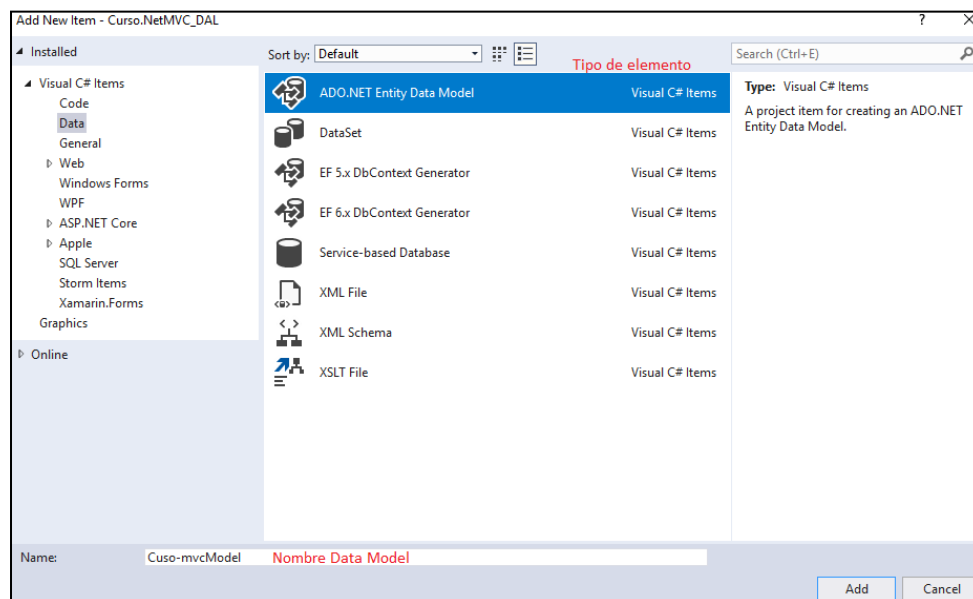 Add New Item - Curso.NetMVC_DAL
Installed
Sort by: Default
Search (Ctrl+E)
Tipo de elemento
Visual C# Items
Code
Data
General
Web
Windows Forms
WPF
ASP.NET Core
Apple
SQL Server
Storm Items
Xamarin.Forms
Graphics
Online
ADO.NET Entity Data Model Visual C# Items
DataSet Visual C# Items
EF 5.x DbContext Generator Visual C# Items
EF 6.x DbContext Generator Visual C# Items
Service-based Database Visual C# Items
XML File Visual C# Items
XML Schema Visual C# Items
XSLT File Visual C# Items
Type: Visual C# Items
A project item for creating an ADO.NET
Entity Data Model.
Name: Cuso-mvcModel Nombre Data Model
Add Cancel